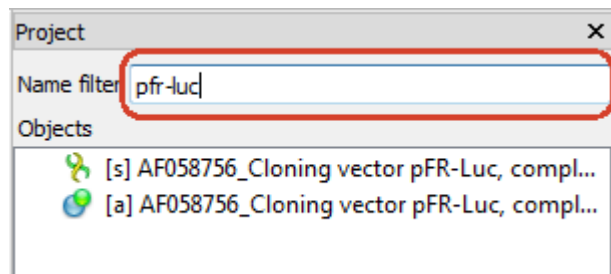 Project
Name filter pfr-luc
Objects
[s] AF058756_Cloning vector pFR-Luc, compl...
[a] AF058756_Cloning vector pFR-Luc, compl...